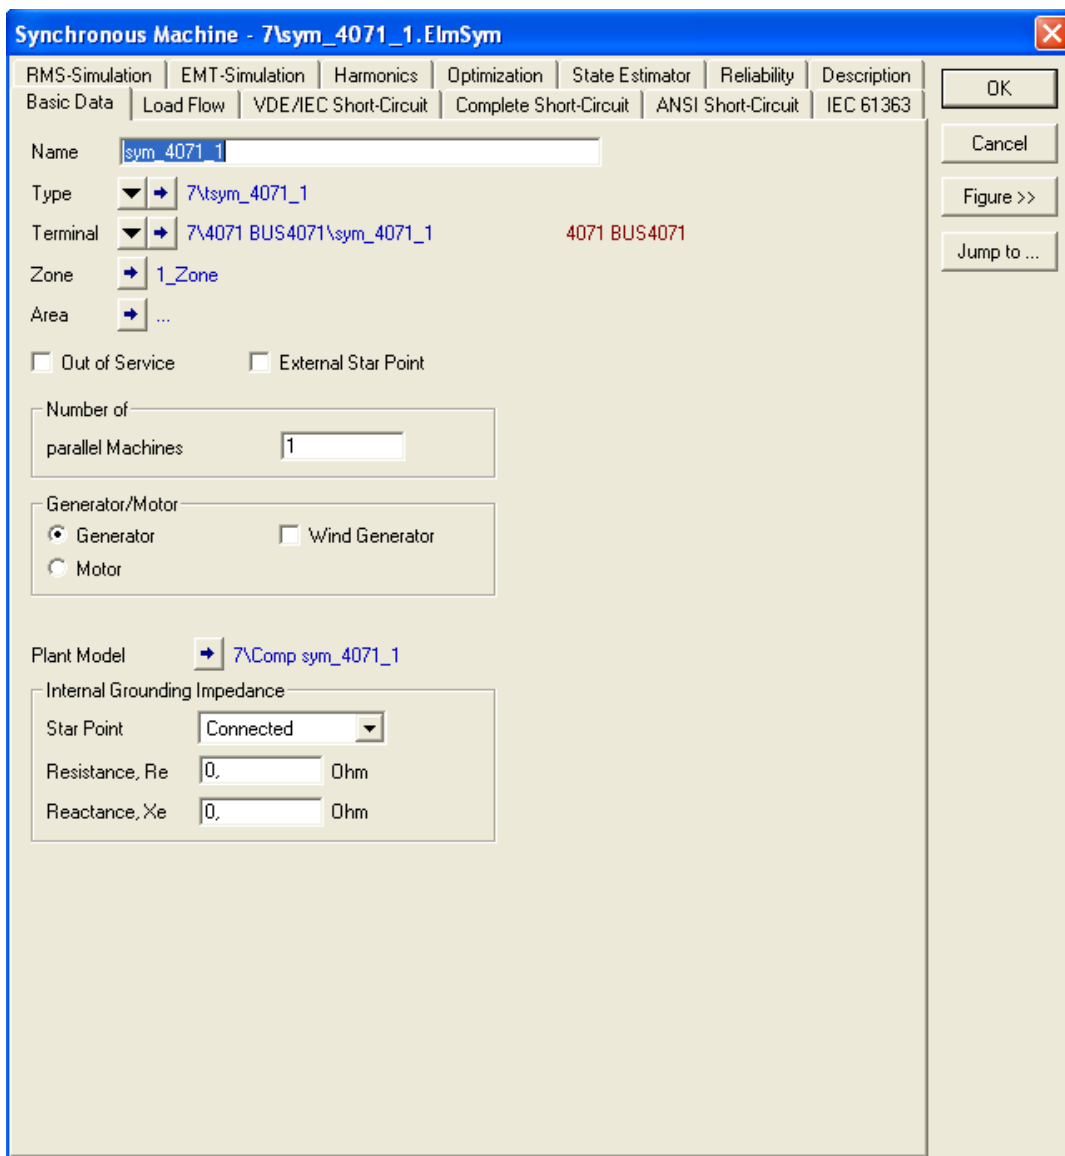 Synchronous Machine - 7\sym_4071_1.ElmSym
RMS-Simulation EMT-Simulation Harmonics Optimization State Estimator Reliability Description
Basic Data Load Flow VDE/IEC Short-Circuit Complete Short-Circuit ANSI Short-Circuit IEC 61363
OK
Cancel
Figure >>
Jump to ...
Name sym_4071_1
Type 7\tsym_4071_1
Terminal 7\4071 BUS4071\sym_4071_1 4071 BUS4071
Zone 1_Zone
Area ...
Out of Service External Star Point
Number of
parallel Machines 1
Generator/Motor
Generator Wind Generator
Motor
Plant Model 7\Comp sym_4071_1
Internal Grounding Impedance
Star Point Connected
Resistance, Re 0, Ohm
Reactance, Xe 0, Ohm